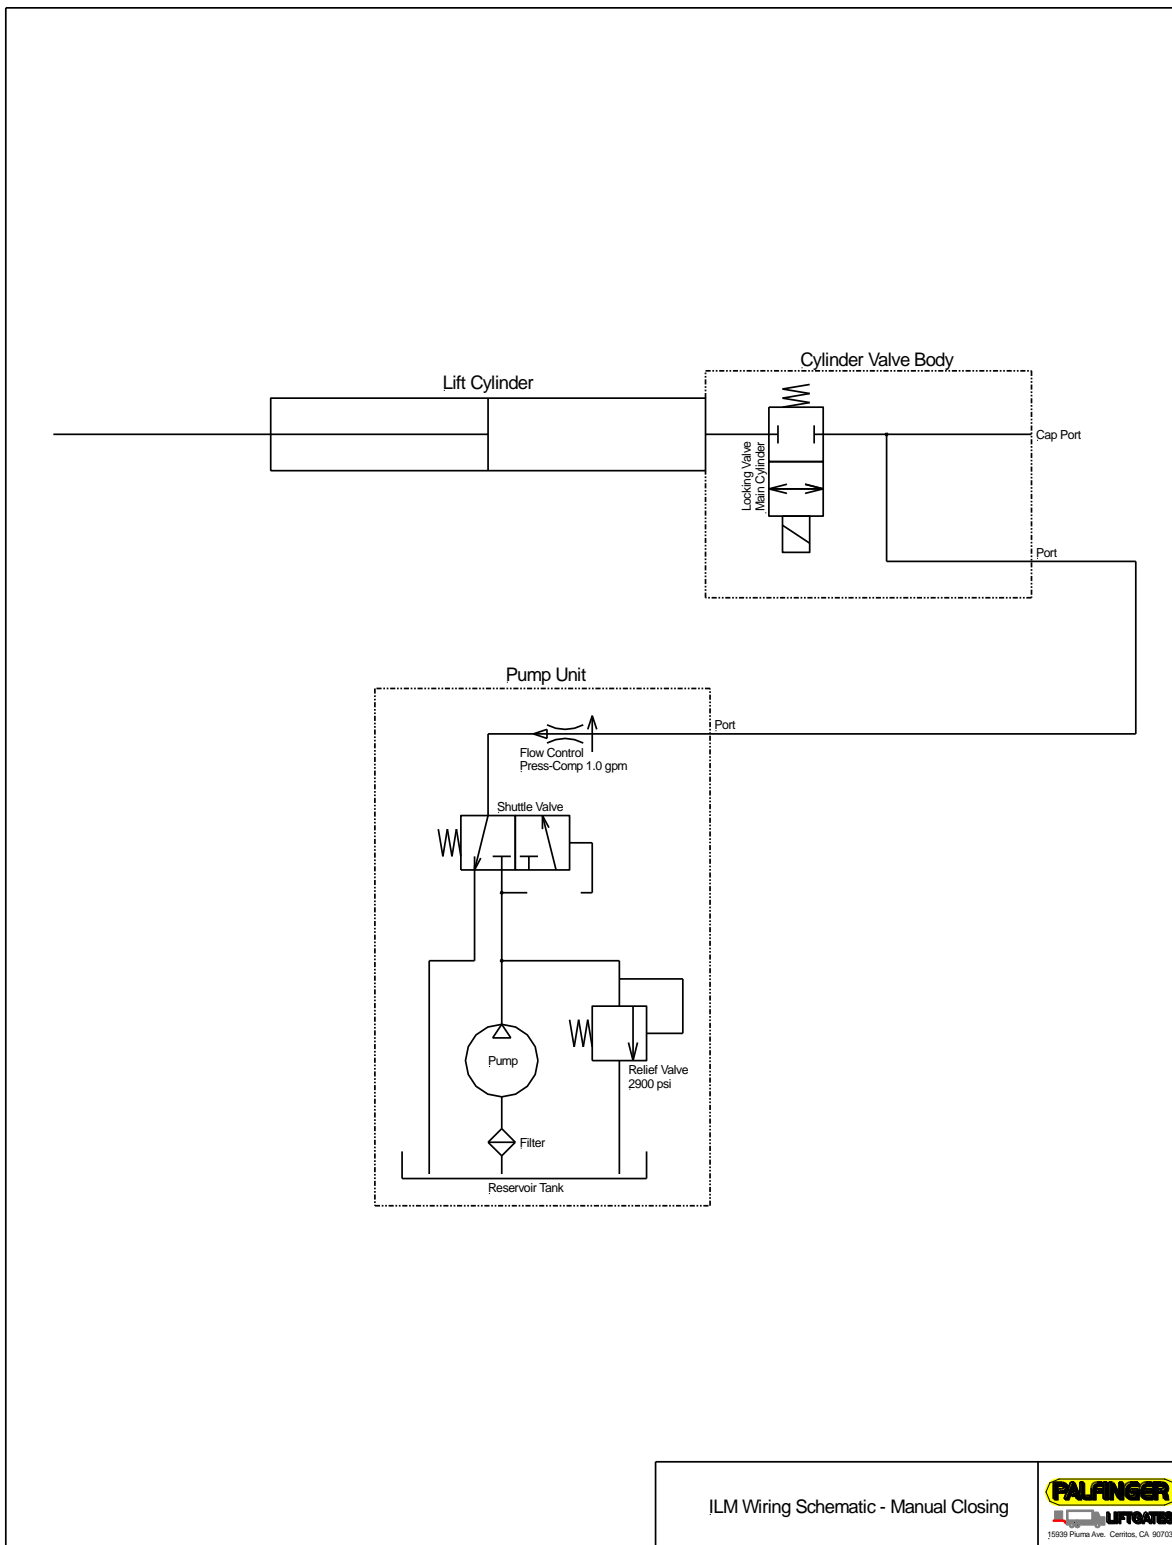 Cylinder Valve Body
Lift Cylinder
Locking Valve
Main Cylinder
Cap Port
Port
Pump Unit
Port
Flow Control
Press-Comp 1.0 gpm
Shuttle Valve
Pump
Relief Valve
2900 psi
Filter
Reservoir Tank
ILM Wiring Schematic - Manual Closing
PALFINGER
LIFTGATES
15939 Piuma Ave. Cerritos, CA 90703